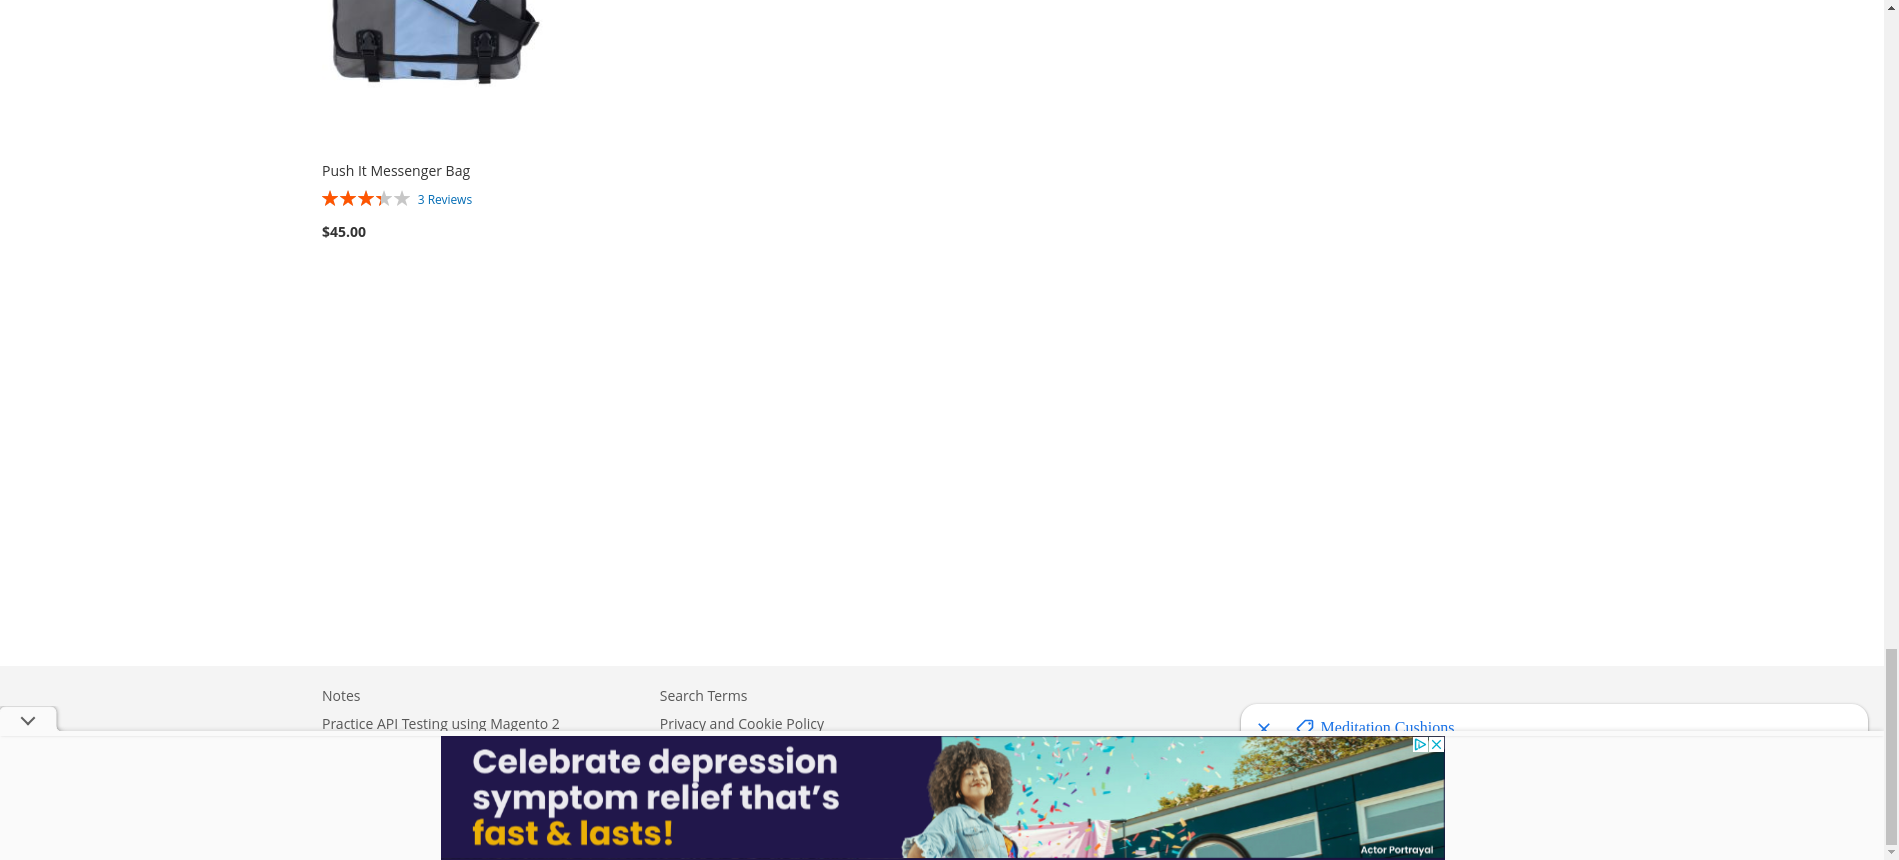 Push It Messenger Bag
3 Reviews
$45.00
Notes
Search Terms
Practice API Testing using Magento 2
Privacy and Cookie Policy
Meditation Cushions
Celebrate depression
symptom relief that's
fast & lasts!
Actor Portrayal